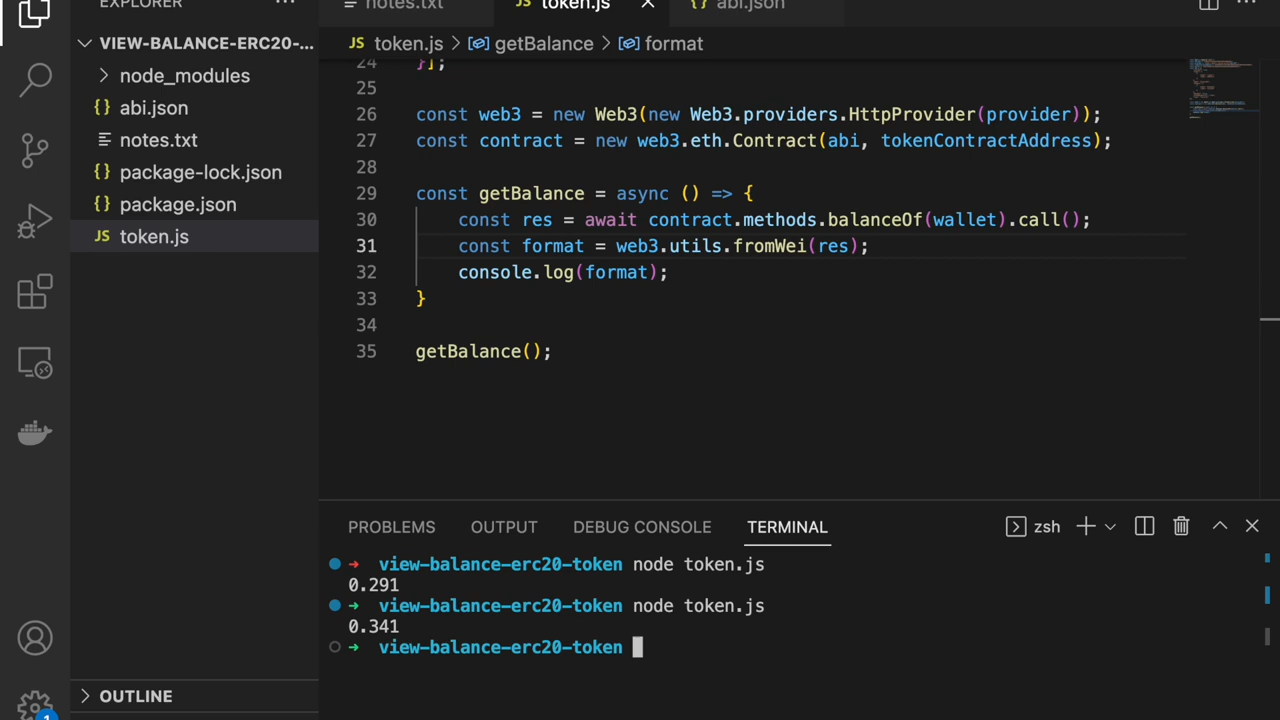 EXPLORER ...
notes.txt JS token.js {} abi.json ...
VIEW-BALANCE-ERC20-...
JS token.js > getBalance > format
node_modules
{} abi.json
notes.txt
{} package-lock.json
{} package.json
JS token.js
24 }];
25
26 const web3 = new Web3(new Web3.providers.HttpProvider(provider));
27 const contract = new web3.eth.Contract(abi, tokenContractAddress);
28
29 const getBalance = async () => {
30 const res = await contract.methods.balanceOf(wallet).call();
31 const format = web3.utils.fromWei(res);
32 console.log(format);
33 }
34
35 getBalance();
PROBLEMS OUTPUT DEBUG CONSOLE TERMINAL zsh
➜ view-balance-erc20-token node token.js
0.291
➜ view-balance-erc20-token node token.js
0.341
➜ view-balance-erc20-token
OUTLINE
1